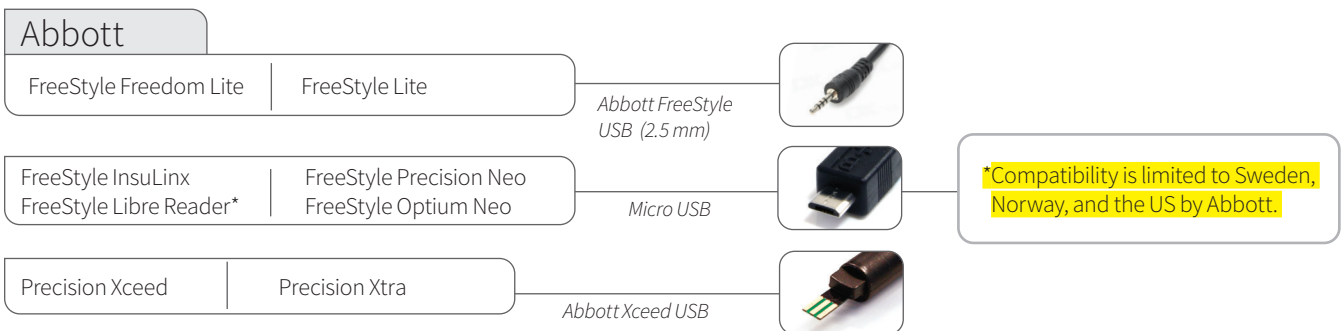 Abbott
FreeStyle Freedom Lite
FreeStyle Lite
Abbott FreeStyle
USB (2.5 mm)
FreeStyle InsuLinx
FreeStyle Libre Reader*
FreeStyle Precision Neo
FreeStyle Optium Neo
Micro USB
*Compatibility is limited to Sweden,
Norway, and the US by Abbott.
Precision Xceed
Precision Xtra
Abbott Xceed USB